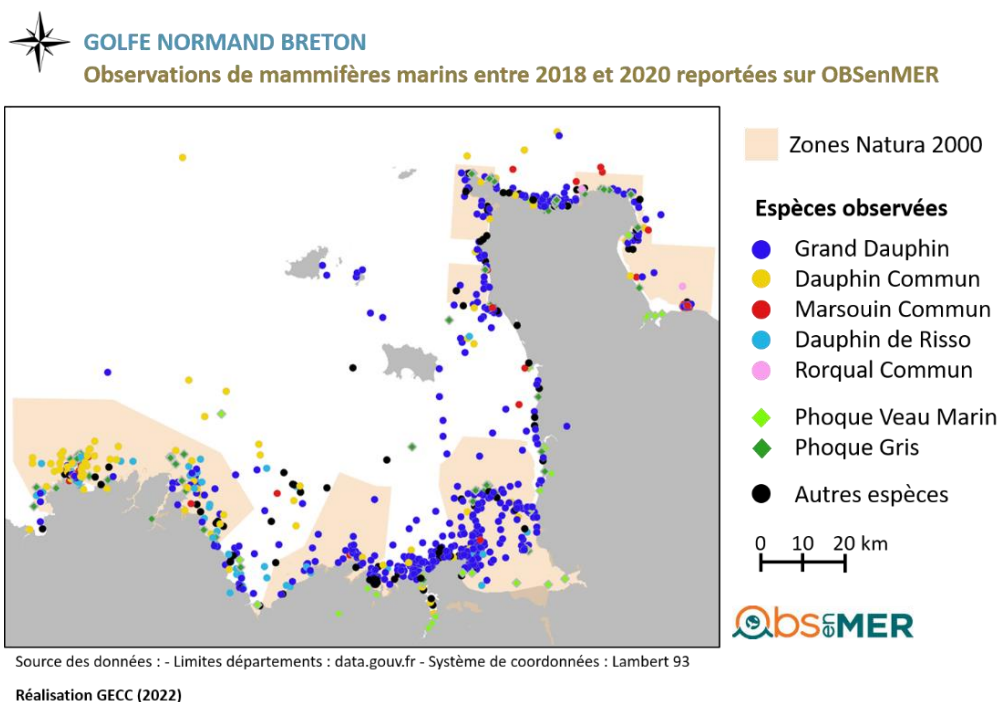 GOLFE NORMAND BRETON
Observations de mammifères marins entre 2018 et 2020 reportées sur OBSenMER
Zones Natura 2000
Espèces observées
Grand Dauphin
Dauphin Commun
Marsouin Commun
Dauphin de Risso
Rorqual Commun
Phoque Veau Marin
Phoque Gris
Autres espèces
0 10 20 km
ObsenMER
Source des données : - Limites départements : data.gouv.fr - Système de coordonnées : Lambert 93
Réalisation GECC (2022)